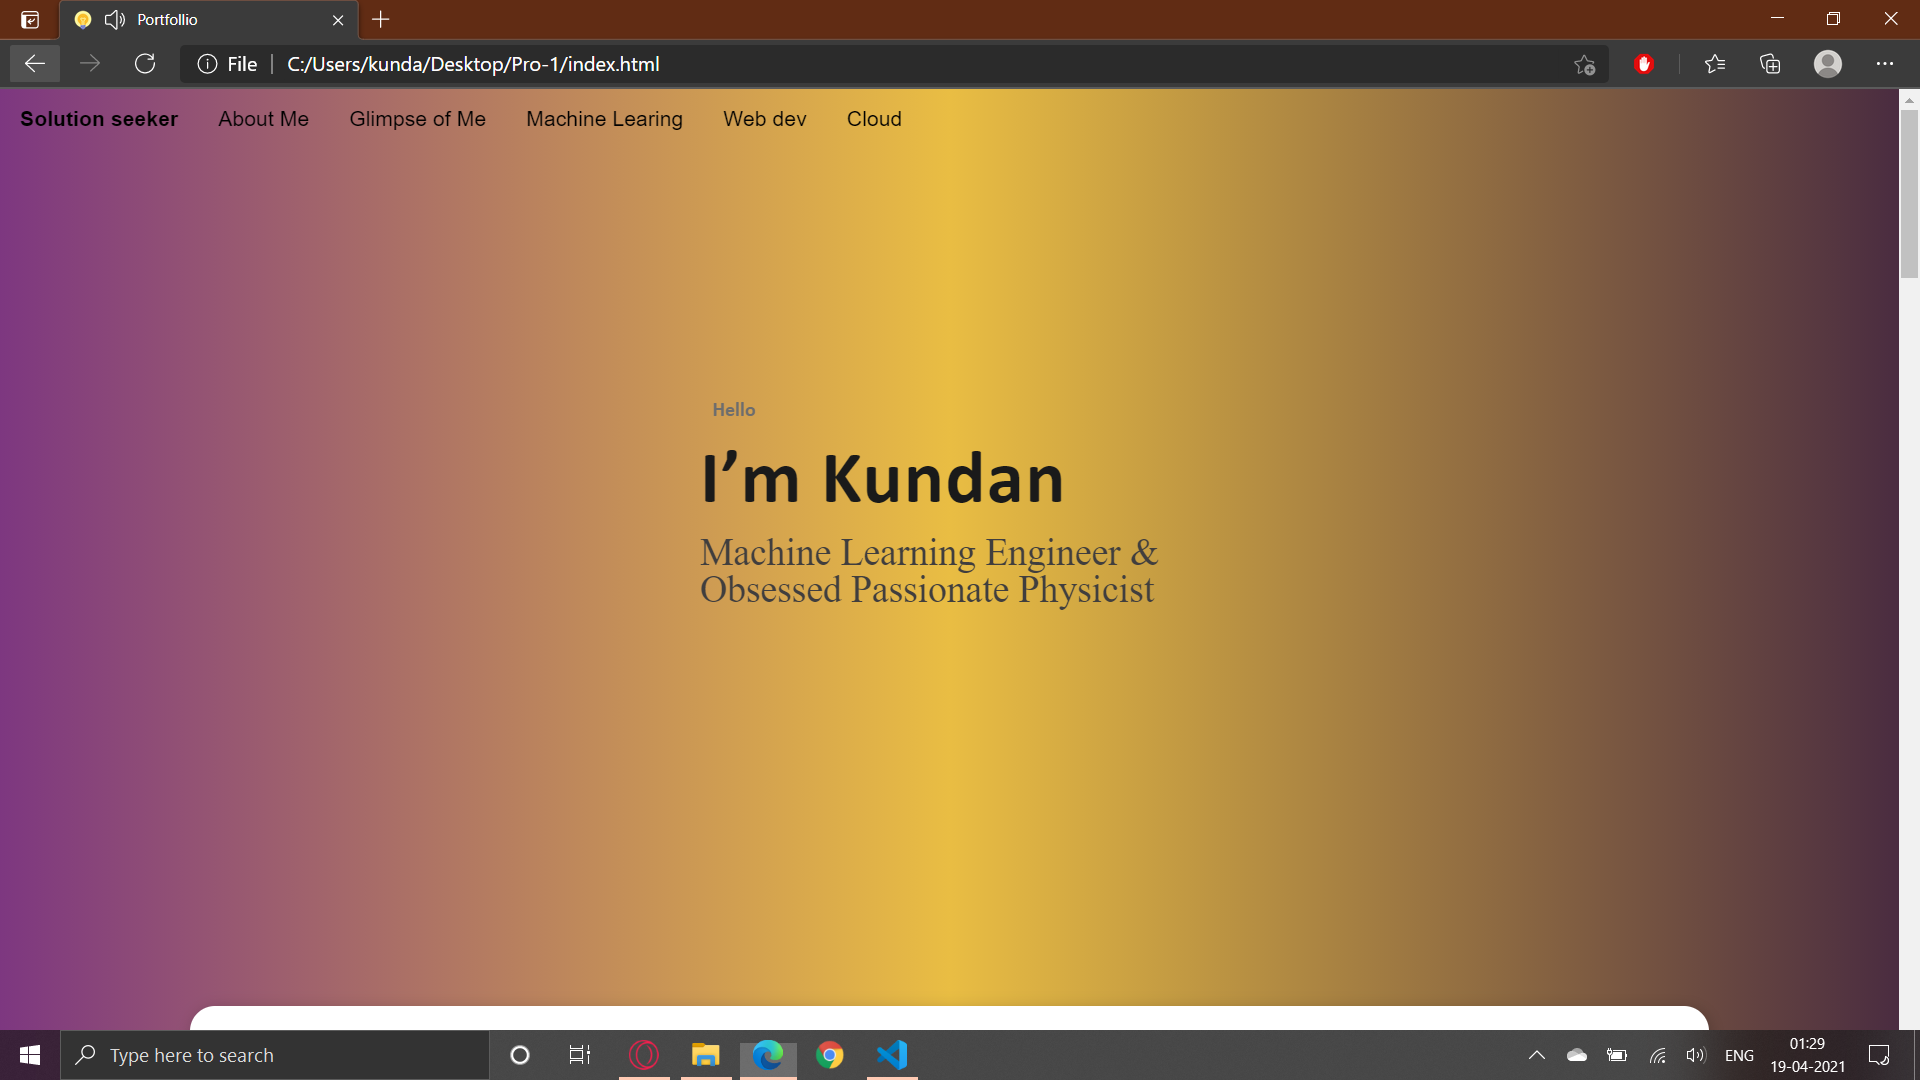 Portfollio
File
C:/Users/kunda/Desktop/Pro-1/index.html
Solution seeker About Me Glimpse of Me Machine Learing Web dev Cloud
Hello
I’m Kundan
Machine Learning Engineer &
Obsessed Passionate Physicist
Type here to search
ENG
01:29
19-04-2021